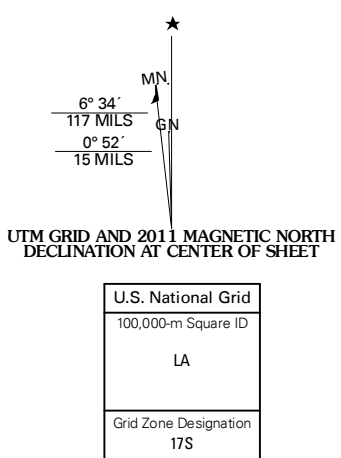 MN
GN
6° 34´
117 MILS
0° 52´
15 MILS
UTM GRID AND 2011 MAGNETIC NORTH
DECLINATION AT CENTER OF SHEET
U.S. National Grid
100,000-m Square ID
LA
Grid Zone Designation
17S